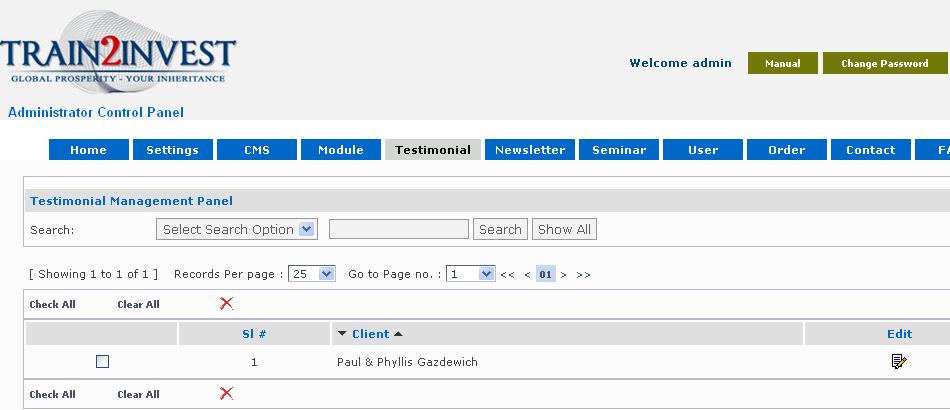 TRAIN2INVEST
GLOBAL PROSPERITY - YOUR INHERITANCE
Welcome admin Manual Change Password
Administrator Control Panel
Home Settings CMS Module Testimonial Newsletter Seminar User Order Contact FA
Testimonial Management Panel
Search: Select Search Option Search Show All
[ Showing 1 to 1 of 1 ] Records Per page : 25 Go to Page no. : 1 << < 01 > >>
Check All Clear All
Sl # Client Edit
1 Paul & Phyllis Gazdewich
Check All Clear All